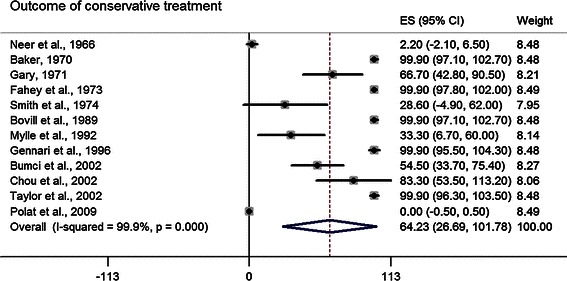 Outcome of conservative treatment
ES (95% CI) Weight
Neer et al., 1966 2.20 (-2.10, 6.50) 8.48
Baker, 1970 99.90 (97.10, 102.70) 8.48
Gary, 1971 66.70 (42.80, 90.50) 8.21
Fahey et al., 1973 99.90 (97.80, 102.00) 8.49
Smith et al., 1974 28.60 (-4.90, 62.00) 7.95
Bovill et al., 1989 99.90 (97.10, 102.70) 8.48
Mylle et al., 1992 33.30 (6.70, 60.00) 8.14
Gennari et al., 1996 99.90 (95.50, 104.30) 8.48
Bumci et al., 2002 54.50 (33.70, 75.40) 8.27
Chou et al., 2002 83.30 (53.50, 113.20) 8.06
Taylor et al., 2002 99.90 (96.30, 103.50) 8.48
Polat et al., 2009 0.00 (-0.50, 0.50) 8.49
Overall (I-squared = 99.9%, p = 0.000) 64.23 (26.69, 101.78) 100.00
-113 0 113